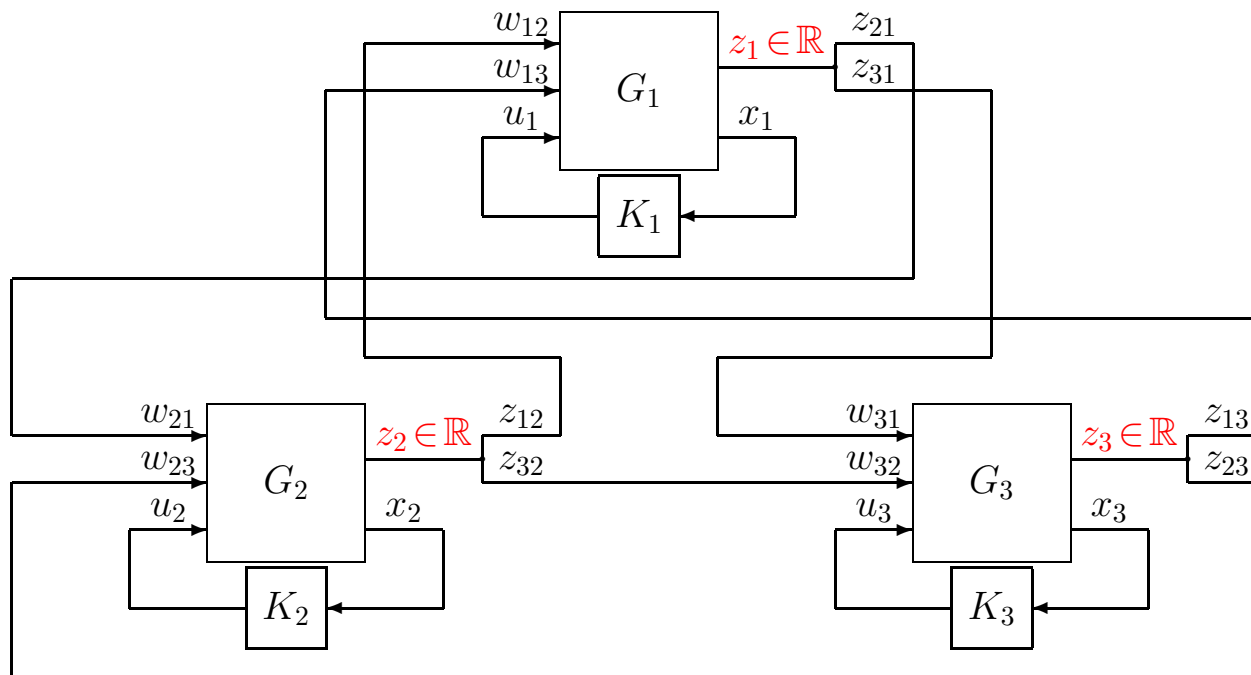 w₁₂ z₁ ∈ ℝ z₂₁
w₁₃ G₁ z₃₁
u₁ x₁
K₁
w₂₁ z₂ ∈ ℝ z₁₂ w₃₁ z₃ ∈ ℝ z₁₃
w₂₃ G₂ z₃₂ w₃₂ G₃ z₂₃
u₂ x₂ u₃ x₃
K₂ K₃